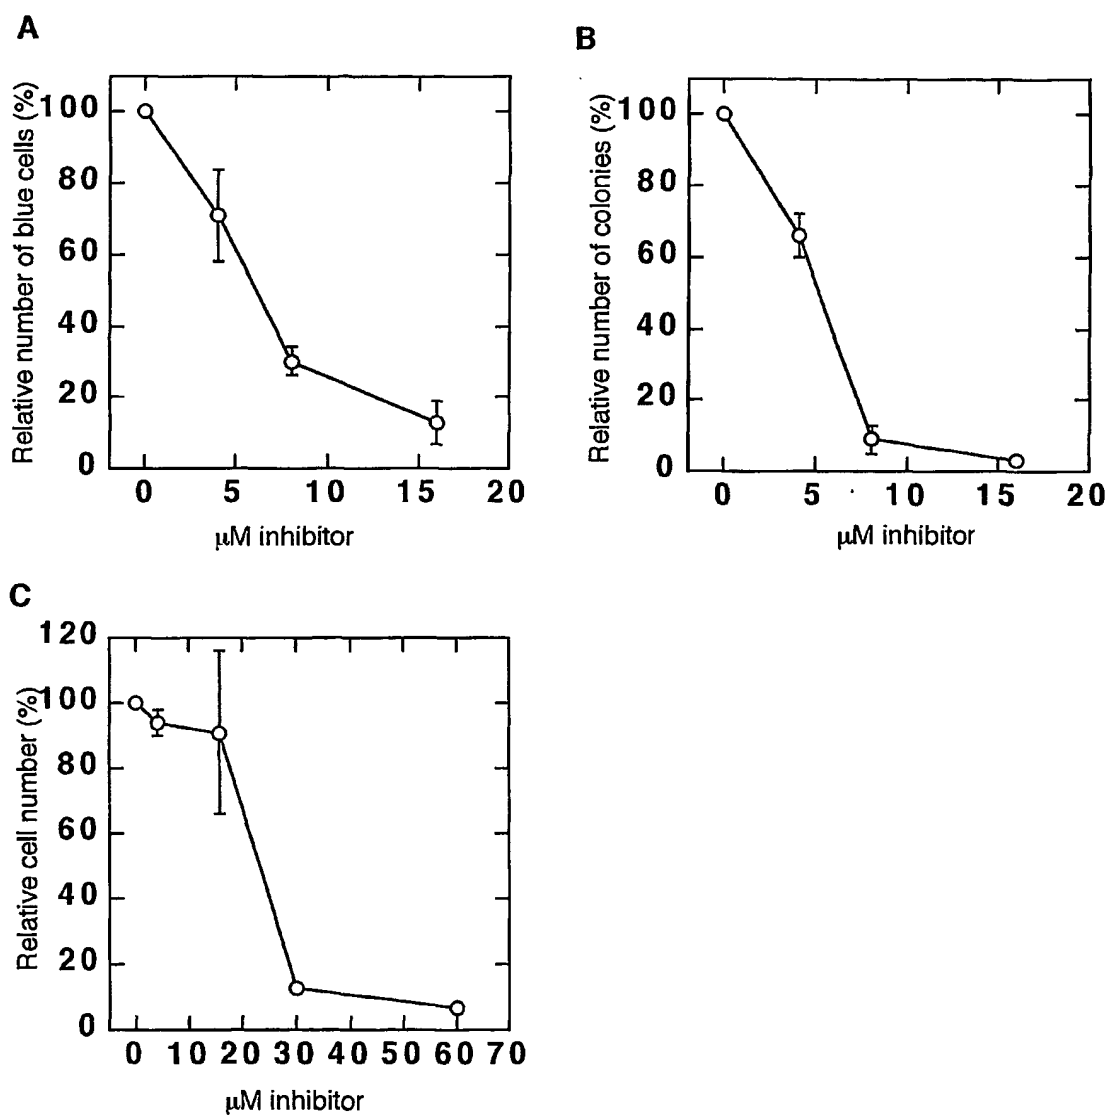 A
Relative number of blue cells (%)
100
80
60
40
20
0
0 5 10 15 20
μM inhibitor
B
Relative number of colonies (%)
100
80
60
40
20
0
0 5 10 15 20
μM inhibitor
C
Relative cell number (%)
120
100
80
60
40
20
0
0 10 20 30 40 50 60 70
μM inhibitor